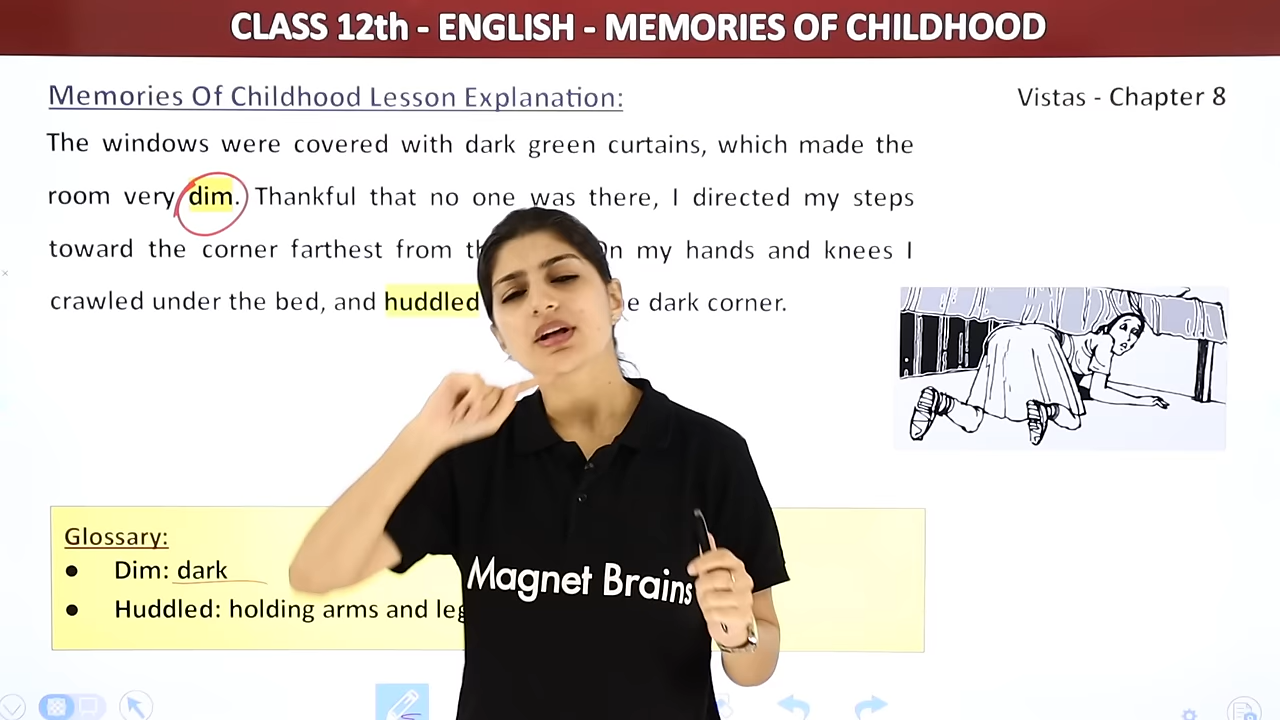 CLASS 12th - ENGLISH - MEMORIES OF CHILDHOOD
Memories Of Childhood Lesson Explanation:
Vistas - Chapter 8
The windows were covered with dark green curtains, which made the
room very dim. Thankful that no one was there, I directed my steps
toward the corner farthest from On my hands and knees I
crawled under the bed, and huddled dark corner.
Glossary:
● Dim: dark
● Huddled: holding arms and
Magnet Brains